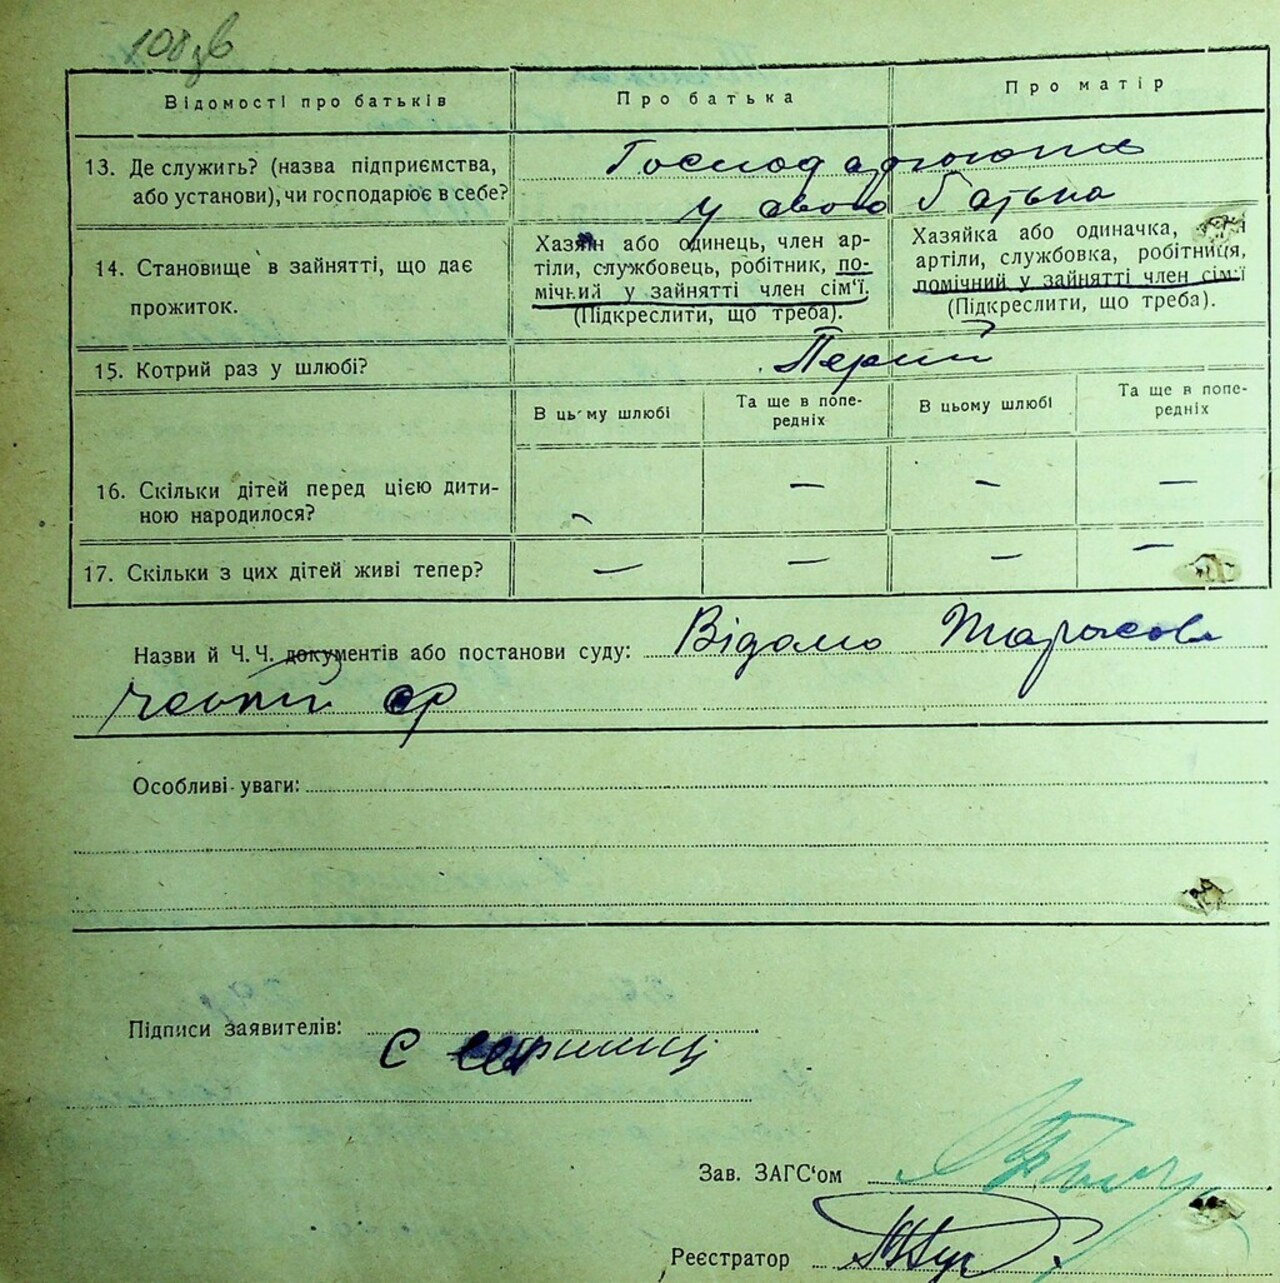 108 зв
Відомості про батьків
Про батька
Про матір
13. Де служить? (назва підприємства,
або установи), чи господарює в себе?
Господарюють
у свого батька
14. Становище в зайнятті, що дає
прожиток.
Хазяїн або одинець, член ар-
тіли, службовець, робітник, по-
мічний у зайнятті член сім'ї.
(Підкреслити, що треба).
Хазяйка або одиначка,
артіли, службовка, робітниця,
помічний у зайнятті член сім'ї
(Підкреслити, що треба).
15. Котрий раз у шлюбі?
Перший
В цьому шлюбі
Та ще в попе-
редніх
В цьому шлюбі
Та ще в попе-
редніх
16. Скільки дітей перед цією дити-
ною народилося?
— — — —
17. Скільки з цих дітей живі тепер?
— — — —
Назви й Ч. Ч. документів або постанови суду: Відомо
Особливі уваги:
Підписи заявителів:
Зав. ЗАГС'ом
Реєстратор